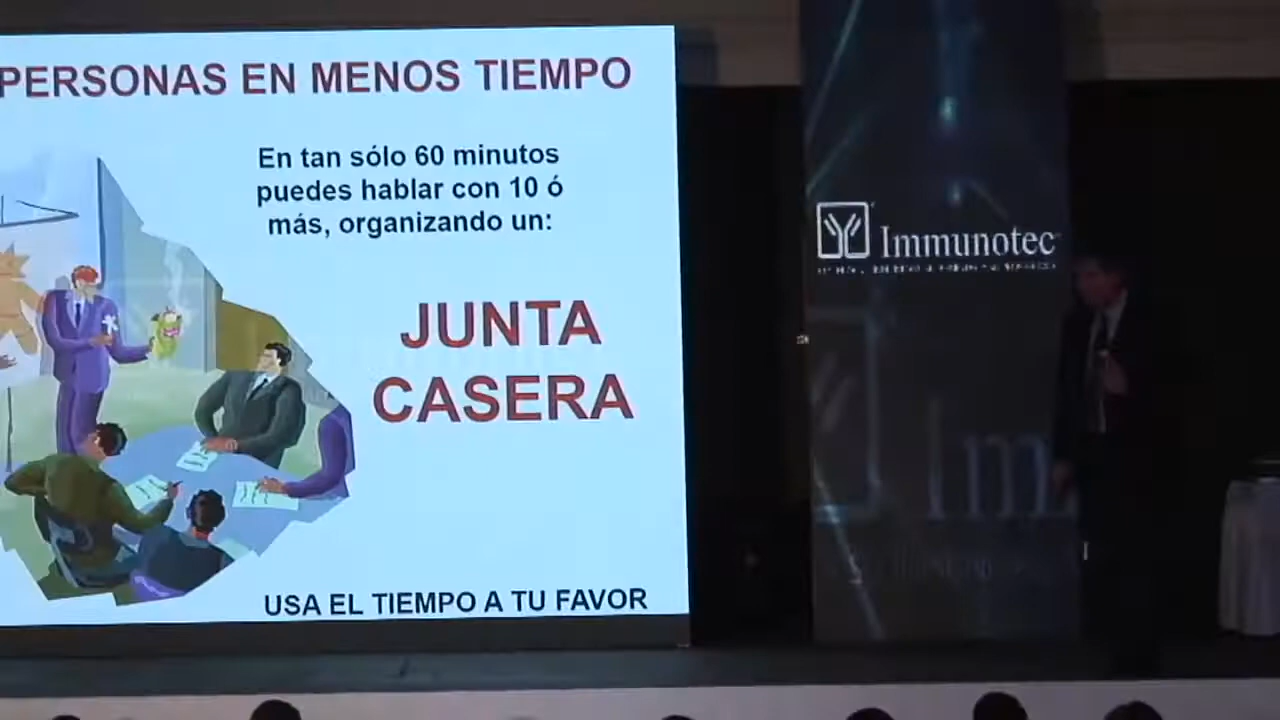 PERSONAS EN MENOS TIEMPO
En tan sólo 60 minutos
puedes hablar con 10 ó
más, organizando un:
JUNTA
CASERA
USA EL TIEMPO A TU FAVOR
Immunotec
Im